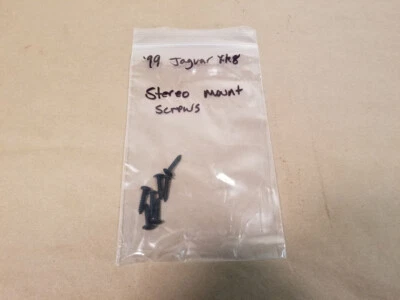 '99 Jaguar XK8
Stereo mount
screws